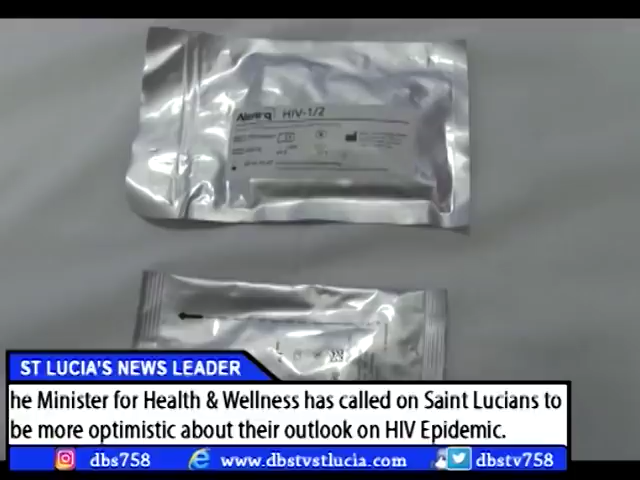 HIV-1/2
ST LUCIA'S NEWS LEADER
he Minister for Health & Wellness has called on Saint Lucians to
be more optimistic about their outlook on HIV Epidemic.
dbs758 www.dbstvstlucia.com dbstv758